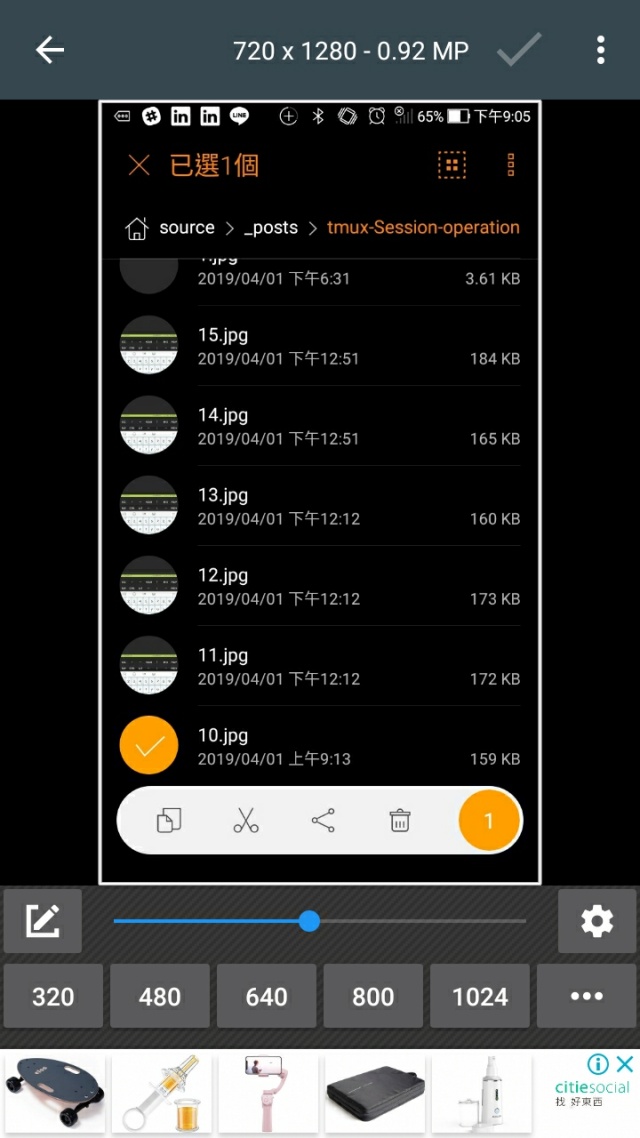 720 x 1280 - 0.92 MP
LINE 65% 下午9:05
已選1個
source > _posts > tmux-Session-operation
2019/04/01 下午6:31 3.61 KB
15.jpg
2019/04/01 下午12:51 184 KB
14.jpg
2019/04/01 下午12:51 165 KB
13.jpg
2019/04/01 下午12:12 160 KB
12.jpg
2019/04/01 下午12:12 173 KB
11.jpg
2019/04/01 下午12:12 172 KB
10.jpg
2019/04/01 上午9:13 159 KB
1
320 480 640 800 1024
citiesocial
找 好東西